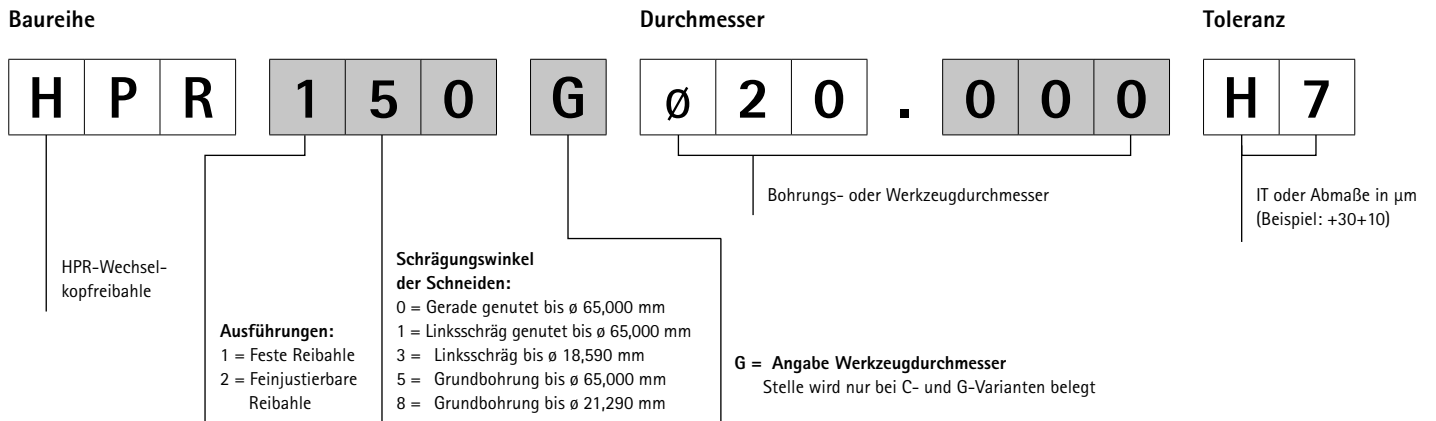 Baureihe
Durchmesser
Toleranz
H P R 1 5 0 G ø 2 0 . 0 0 0 H 7
Bohrungs- oder Werkzeugdurchmesser
IT oder Abmaße in µm
(Beispiel: +30+10)
HPR-Wechsel-
kopfreibahle
Ausführungen:
1 = Feste Reibahle
2 = Feinjustierbare
Reibahle
Schrägungswinkel
der Schneiden:
0 = Gerade genutet bis ø 65,000 mm
1 = Linksschräg genutet bis ø 65,000 mm
3 = Linksschräg bis ø 18,590 mm
5 = Grundbohrung bis ø 65,000 mm
8 = Grundbohrung bis ø 21,290 mm
G = Angabe Werkzeugdurchmesser
Stelle wird nur bei C- und G-Varianten belegt